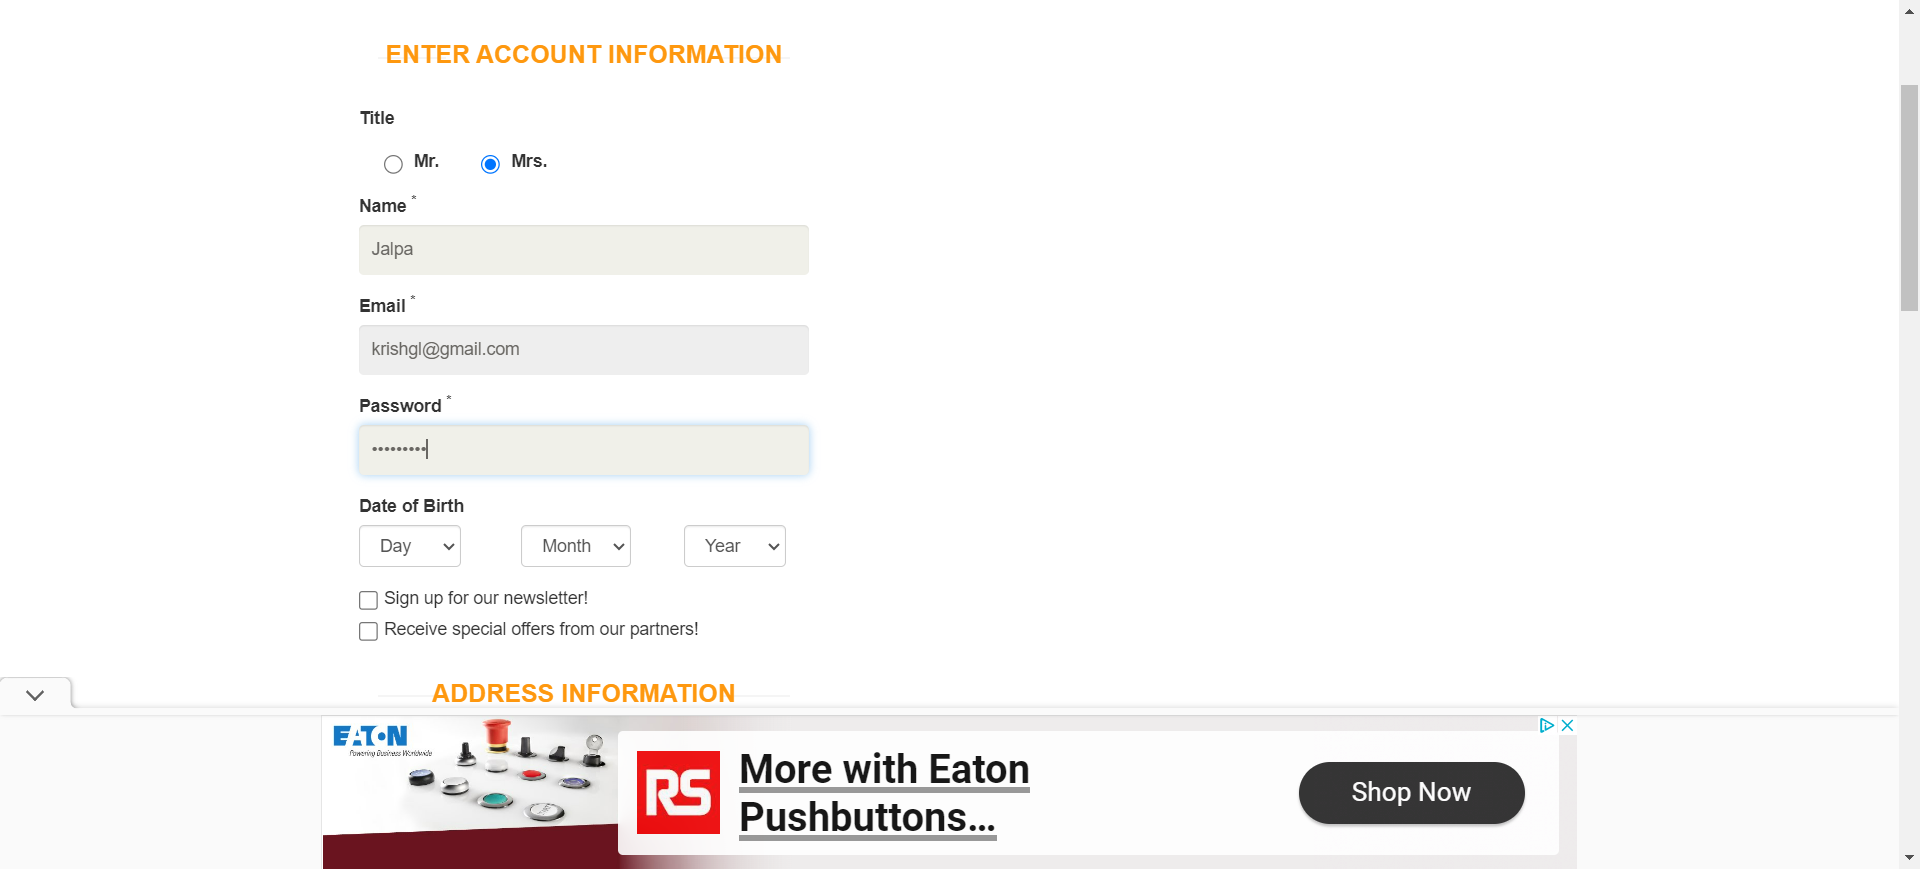 ENTER ACCOUNT INFORMATION
Title
Mr. Mrs.
Name *
Jalpa
Email *
krishgl@gmail.com
Password *
•••••••••
Date of Birth
Day Month Year
Sign up for our newsletter!
Receive special offers from our partners!
ADDRESS INFORMATION
EATON
Powering Business Worldwide
RS
More with Eaton
Pushbuttons...
Shop Now